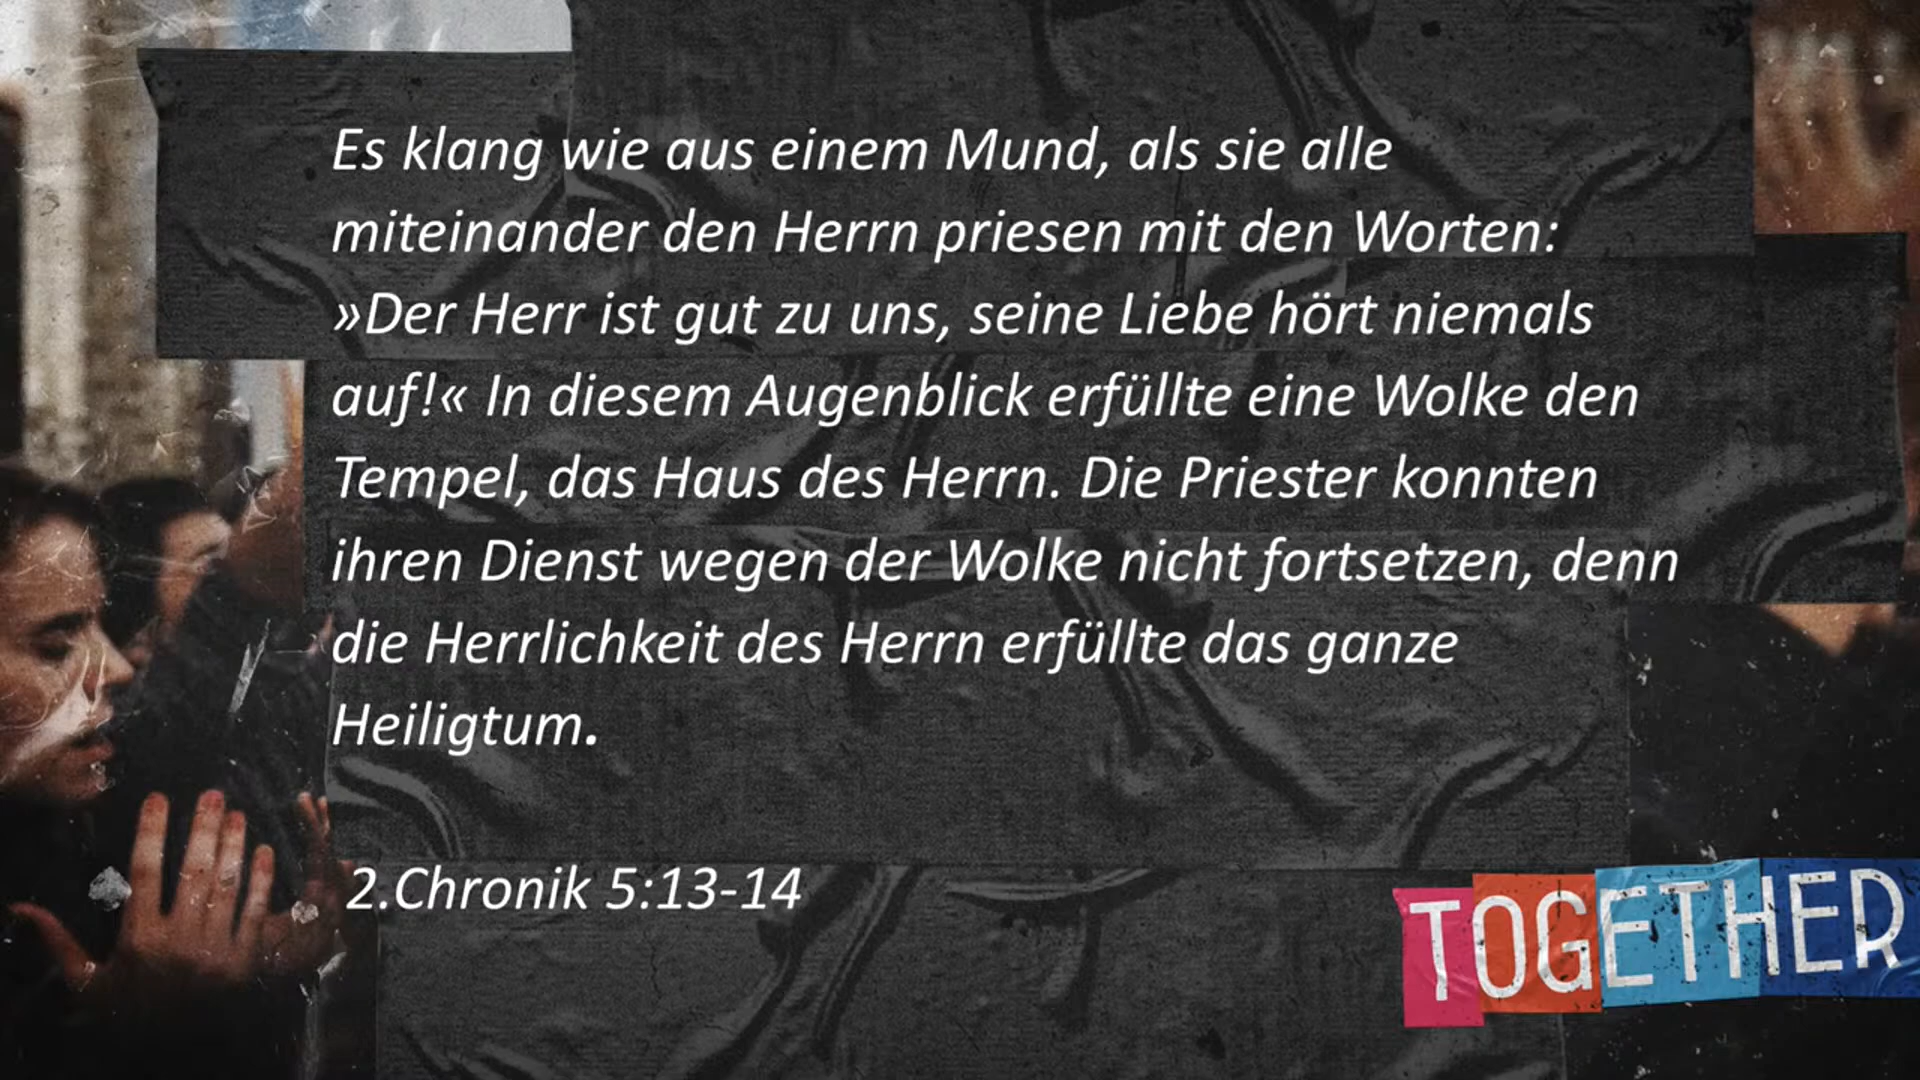 Es klang wie aus einem Mund, als sie alle
miteinander den Herrn priesen mit den Worten:
»Der Herr ist gut zu uns, seine Liebe hört niemals
auf!« In diesem Augenblick erfüllte eine Wolke den
Tempel, das Haus des Herrn. Die Priester konnten
ihren Dienst wegen der Wolke nicht fortsetzen, denn
die Herrlichkeit des Herrn erfüllte das ganze
Heiligtum.
2.Chronik 5:13-14
TOGETHER